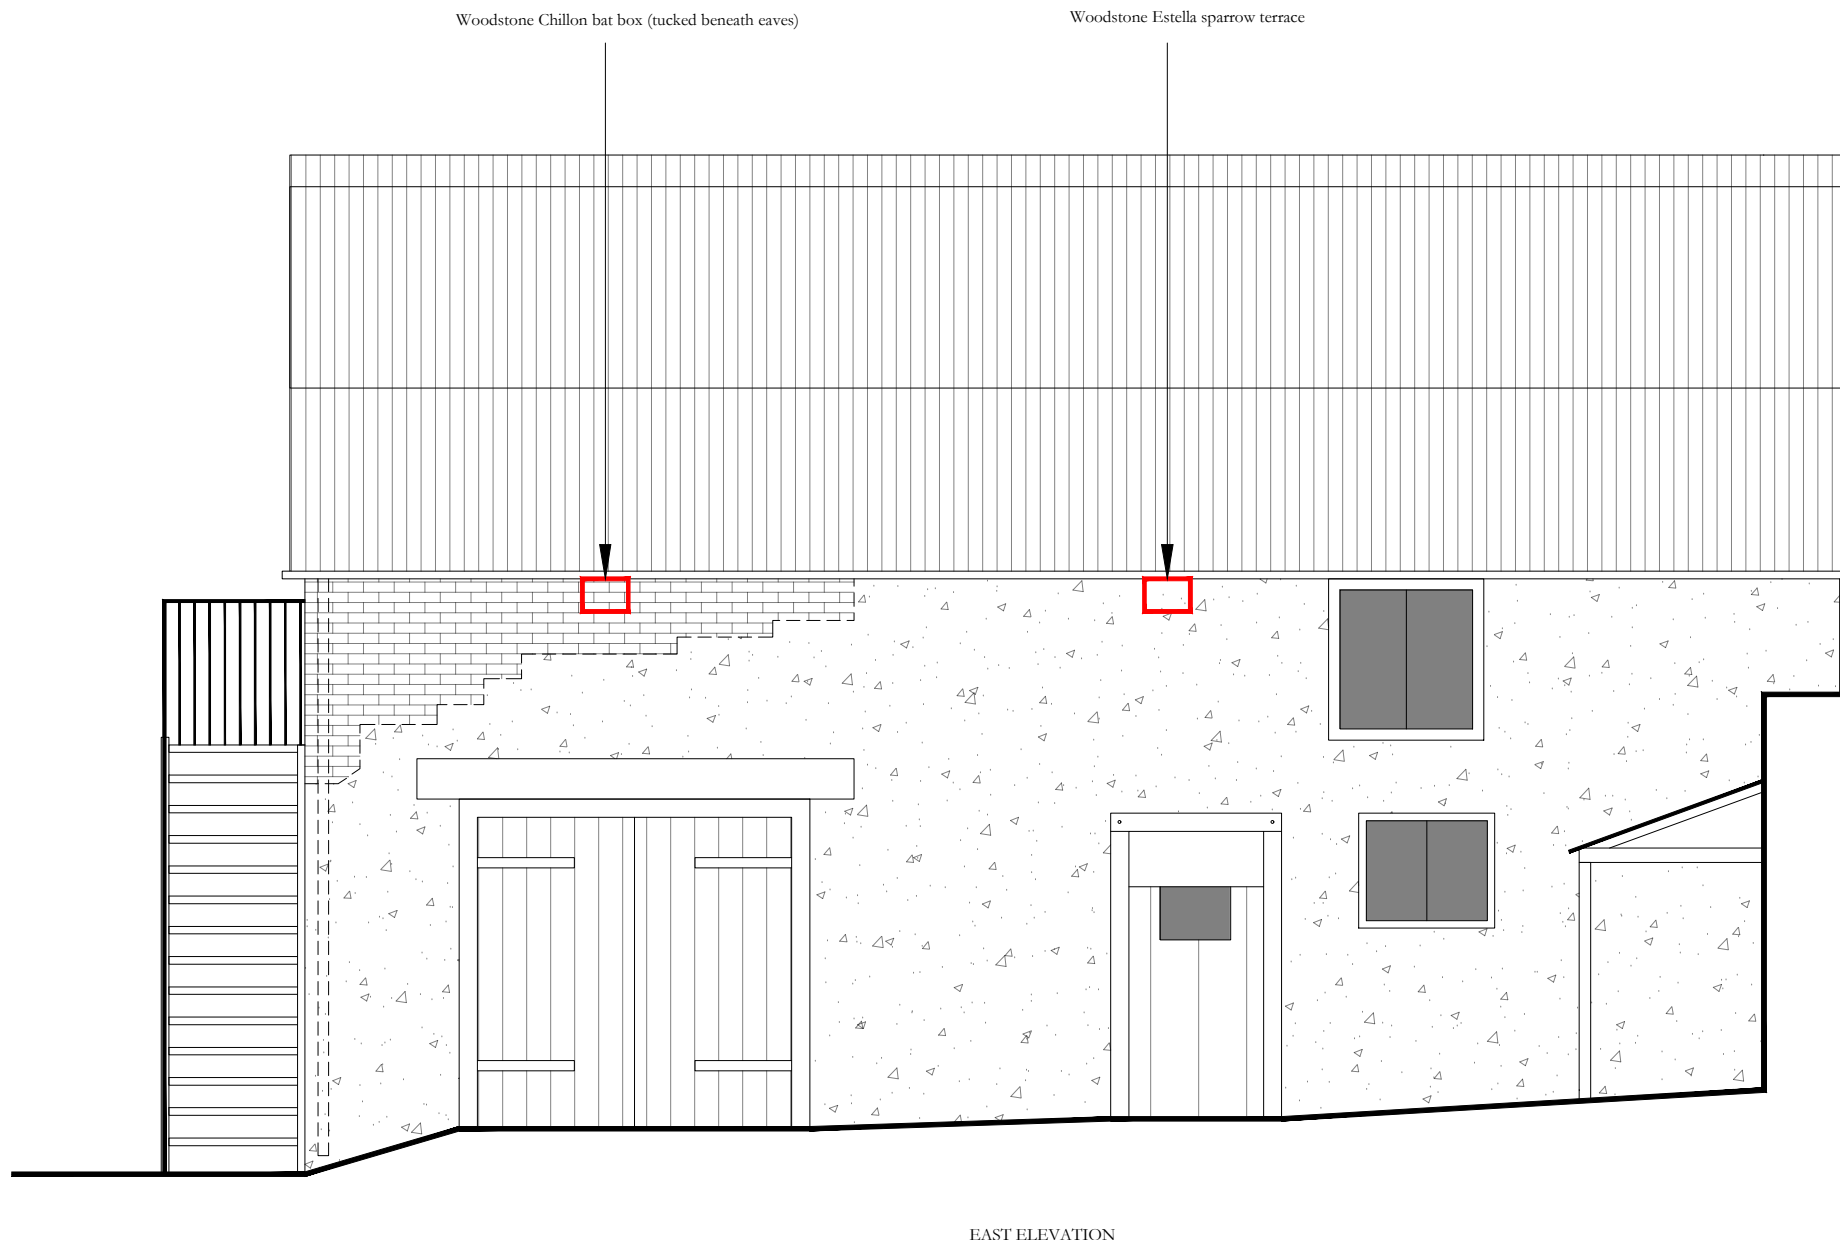 Woodstone Chillon bat box (tucked beneath eaves)
Woodstone Estella sparrow terrace
EAST ELEVATION